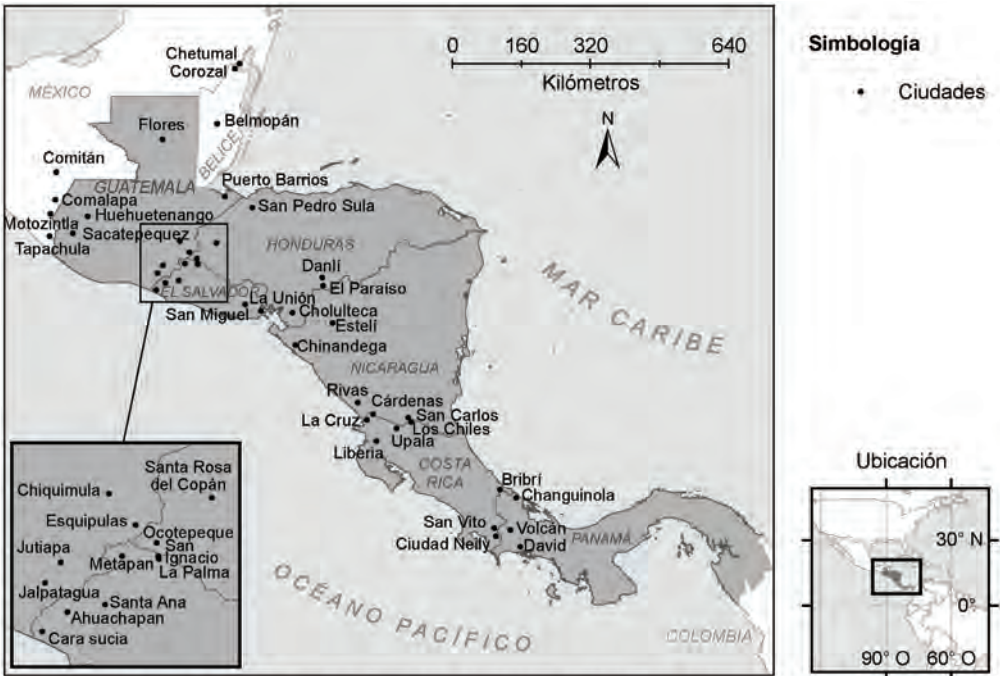 Chetumal
Corozal
MÉXICO
Flores
Belmopán
BELICE
Comitán
GUATEMALA
Puerto Barrios
Comalapa
San Pedro Sula
Huehuetenango
Motozintla
Sacatepequez
Tapachula
HONDURAS
Danlí
El Paraíso
EL SALVADOR
La Unión
San Miguel
Cholulteca
Estelí
Chinandega
NICARAGUA
Rivas
Cárdenas
La Cruz
San Carlos
Los Chiles
Upala
Liberia
COSTA
RICA
Bribrí
Changuinola
San Vito
Volcán
Ciudad Neily
David
PANAMÁ
COLOMBIA
MAR CARIBE
OCÉANO PACÍFICO
0 160 320 640
Kilómetros
N
Santa Rosa
del Copán
Chiquimula
Esquipulas
Ocotepeque
Jutiapa
San
Ignacio
Metapan
La Palma
Jalpatagua
Santa Ana
Ahuachapan
Cara sucia
Simbología
Ciudades
Ubicación
30° N
0°
90° O 60° O